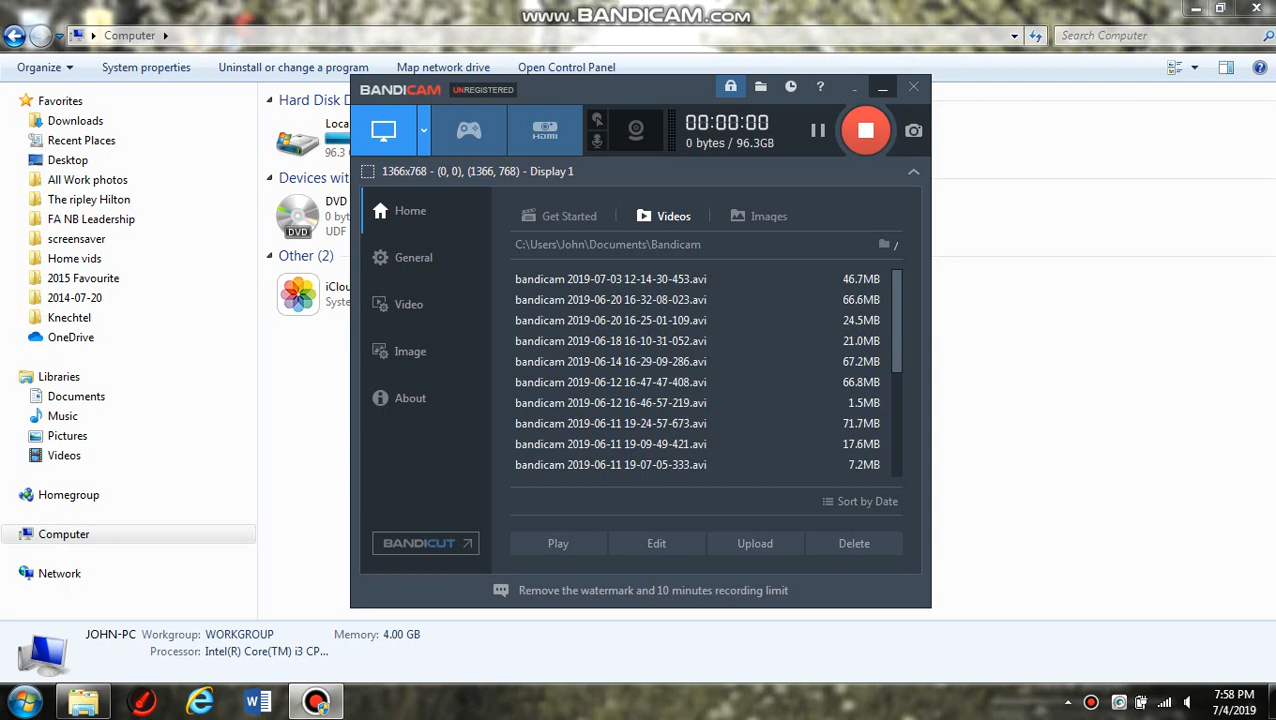 www.BANDICAM.com
Computer
Search Computer
Organize
System properties
Uninstall or change a program
Map network drive
Open Control Panel
Favorites
Downloads
Recent Places
Desktop
All Work photos
The ripley Hilton
FA NB Leadership
screensaver
Home vids
2015 Favourite
2014-07-20
Knechtel
OneDrive
Libraries
Documents
Music
Pictures
Videos
Homegroup
Computer
Network
Hard Disk D
Loca
96.3
Devices wit
DVD
0 byt
UDF
DVD
Other (2)
iClou
Syste
BANDICAM UNREGISTERED
HDMI
00:00:00
0 bytes / 96.3GB
1366x768 - (0, 0), (1366, 768) - Display 1
Home
General
Video
Image
About
BANDICUT
Get Started
Videos
Images
C:\Users\John\Documents\Bandicam
/
bandicam 2019-07-03 12-14-30-453.avi 46.7MB
bandicam 2019-06-20 16-32-08-023.avi 66.6MB
bandicam 2019-06-20 16-25-01-109.avi 24.5MB
bandicam 2019-06-18 16-10-31-052.avi 21.0MB
bandicam 2019-06-14 16-29-09-286.avi 67.2MB
bandicam 2019-06-12 16-47-47-408.avi 66.8MB
bandicam 2019-06-12 16-46-57-219.avi 1.5MB
bandicam 2019-06-11 19-24-57-673.avi 71.7MB
bandicam 2019-06-11 19-09-49-421.avi 17.6MB
bandicam 2019-06-11 19-07-05-333.avi 7.2MB
Sort by Date
Play
Edit
Upload
Delete
Remove the watermark and 10 minutes recording limit
JOHN-PC Workgroup: WORKGROUP Memory: 4.00 GB
Processor: Intel(R) Core(TM) i3 CP...
7:58 PM
7/4/2019